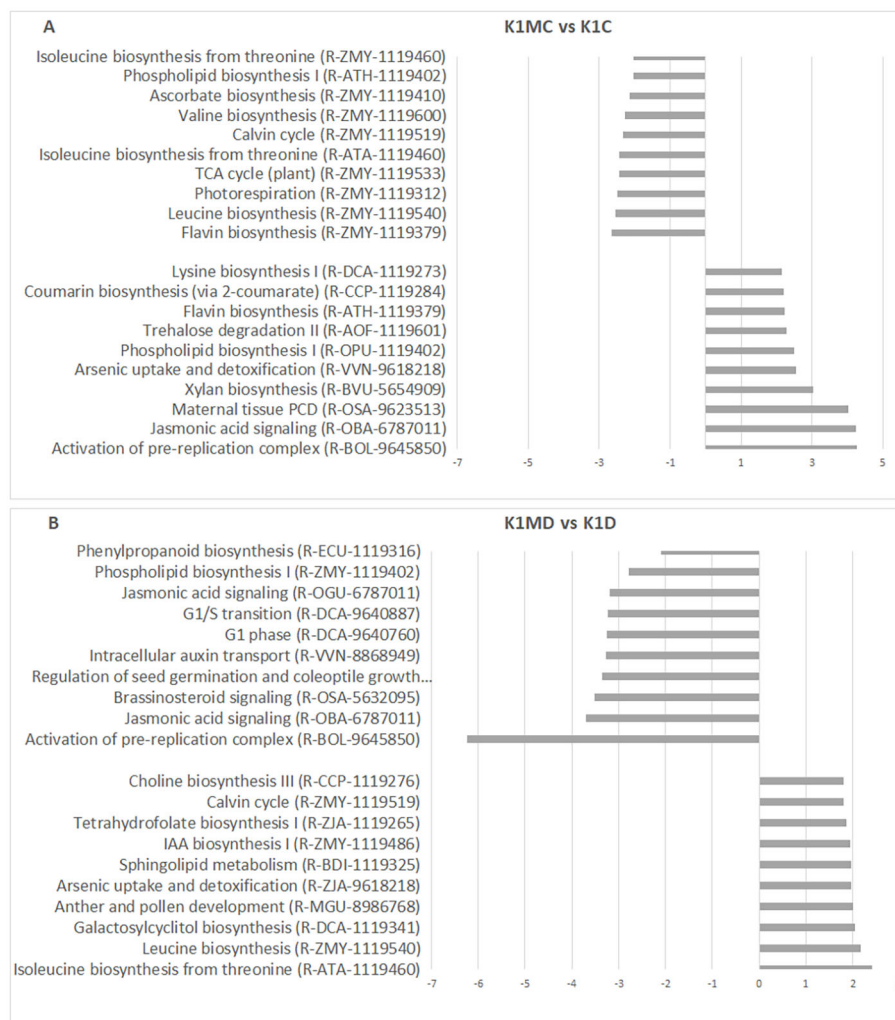 A
K1MC vs K1C
Isoleucine biosynthesis from threonine (R-ZMY-1119460)
Phospholipid biosynthesis I (R-ATH-1119402)
Ascorbate biosynthesis (R-ZMY-1119410)
Valine biosynthesis (R-ZMY-1119600)
Calvin cycle (R-ZMY-1119519)
Isoleucine biosynthesis from threonine (R-ATA-1119460)
TCA cycle (plant) (R-ZMY-1119533)
Photorespiration (R-ZMY-1119312)
Leucine biosynthesis (R-ZMY-1119540)
Flavin biosynthesis (R-ZMY-1119379)
Lysine biosynthesis I (R-DCA-1119273)
Coumarin biosynthesis (via 2-coumarate) (R-CCP-1119284)
Flavin biosynthesis (R-ATH-1119379)
Trehalose degradation II (R-AOF-1119601)
Phospholipid biosynthesis I (R-OPU-1119402)
Arsenic uptake and detoxification (R-VVN-9618218)
Xylan biosynthesis (R-BVU-5654909)
Maternal tissue PCD (R-OSA-9623513)
Jasmonic acid signaling (R-OBA-6787011)
Activation of pre-replication complex (R-BOL-9645850)
-7 -5 -3 -1 1 3 5
B
K1MD vs K1D
Phenylpropanoid biosynthesis (R-ECU-1119316)
Phospholipid biosynthesis I (R-ZMY-1119402)
Jasmonic acid signaling (R-OGU-6787011)
G1/S transition (R-DCA-9640887)
G1 phase (R-DCA-9640760)
Intracellular auxin transport (R-VVN-8868949)
Regulation of seed germination and coleoptile growth...
Brassinosteroid signaling (R-OSA-5632095)
Jasmonic acid signaling (R-OBA-6787011)
Activation of pre-replication complex (R-BOL-9645850)
Choline biosynthesis III (R-CCP-1119276)
Calvin cycle (R-ZMY-1119519)
Tetrahydrofolate biosynthesis I (R-ZJA-1119265)
IAA biosynthesis I (R-ZMY-1119486)
Sphingolipid metabolism (R-BDI-1119325)
Arsenic uptake and detoxification (R-ZJA-9618218)
Anther and pollen development (R-MGU-8986768)
Galactosylcyclitol biosynthesis (R-DCA-1119341)
Leucine biosynthesis (R-ZMY-1119540)
Isoleucine biosynthesis from threonine (R-ATA-1119460)
-7 -6 -5 -4 -3 -2 -1 0 1 2